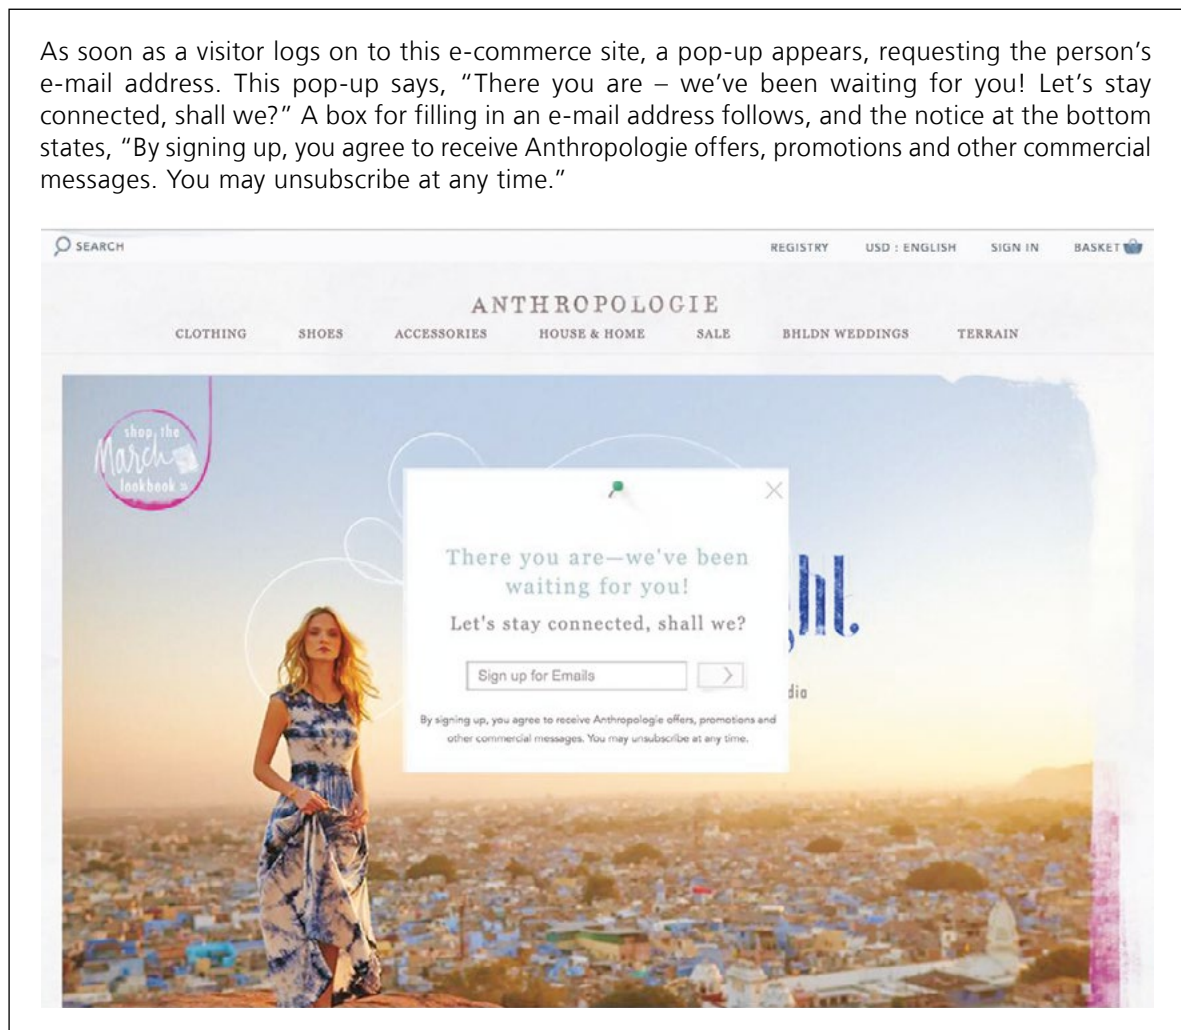 As soon as a visitor logs on to this e-commerce site, a pop-up appears, requesting the person's
e-mail address. This pop-up says, “There you are – we've been waiting for you! Let's stay
connected, shall we?” A box for filling in an e-mail address follows, and the notice at the bottom
states, “By signing up, you agree to receive Anthropologie offers, promotions and other commercial
messages. You may unsubscribe at any time.”
SEARCH REGISTRY USD : ENGLISH SIGN IN BASKET
ANTHROPOLOGIE
CLOTHING SHOES ACCESSORIES HOUSE & HOME SALE BHLDN WEDDINGS TERRAIN
shop the
March
lookbook »
There you are—we've been
waiting for you!
Let's stay connected, shall we?
Sign up for Emails
By signing up, you agree to receive Anthropologie offers, promotions and
other commercial messages. You may unsubscribe at any time.